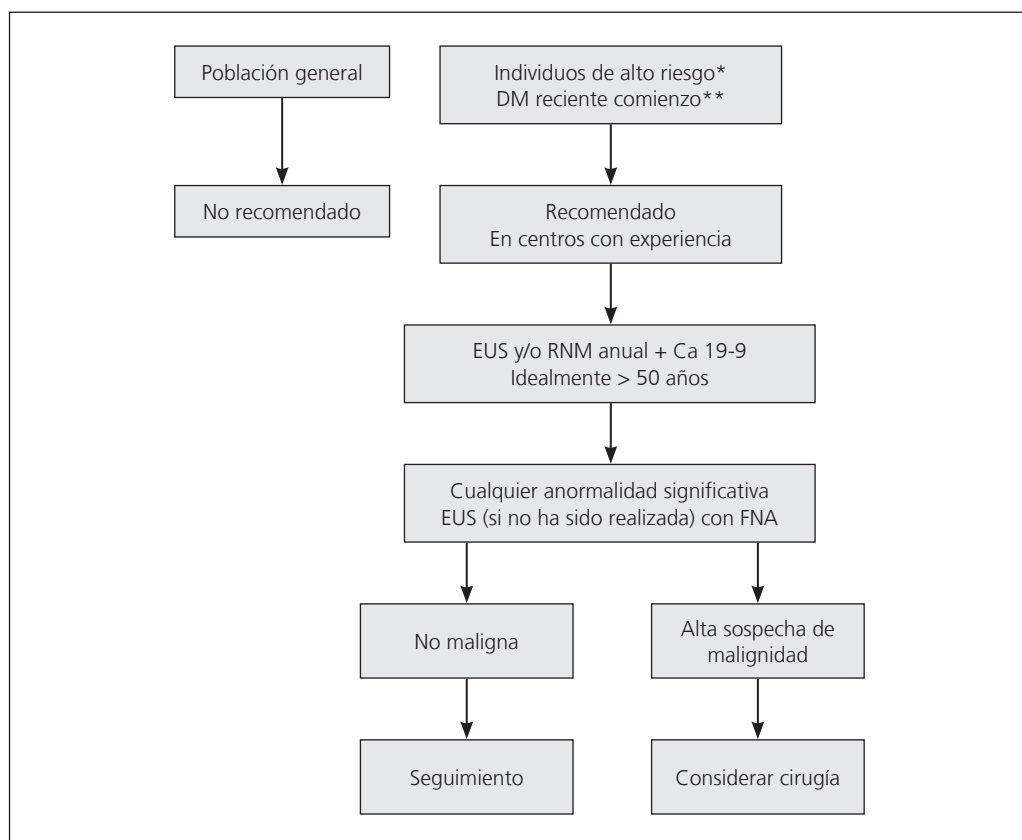 Población general
Individuos de alto riesgo*
DM reciente comienzo**
No recomendado
Recomendado
En centros con experiencia
EUS y/o RNM anual + Ca 19-9
Idealmente > 50 años
Cualquier anormalidad significativa
EUS (si no ha sido realizada) con FNA
No maligna
Alta sospecha de
malignidad
Seguimiento
Considerar cirugía